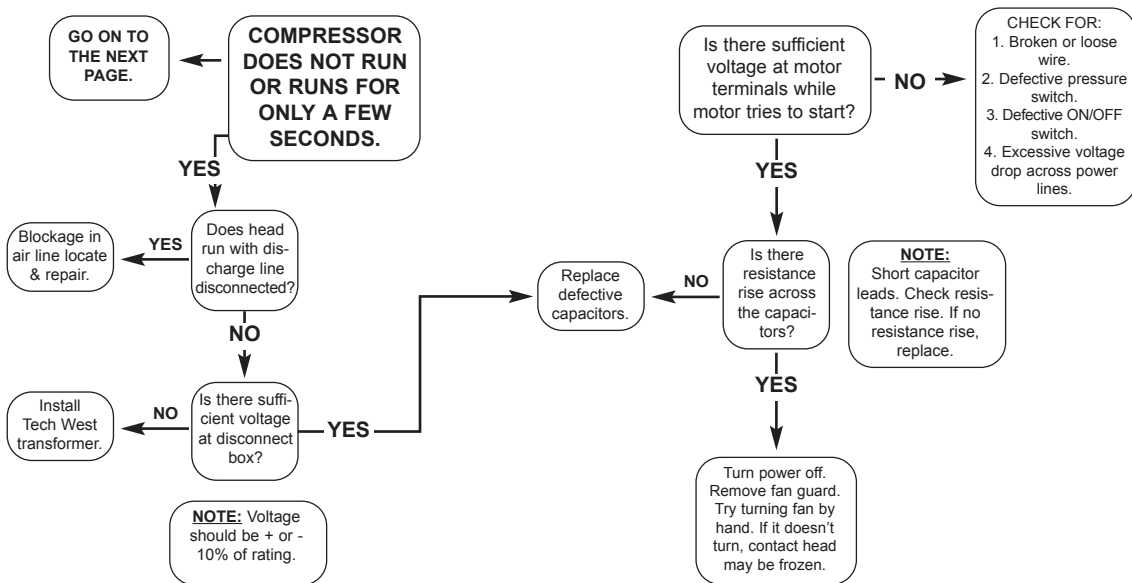 GO ON TO
THE NEXT
PAGE.
COMPRESSOR
DOES NOT RUN
OR RUNS FOR
ONLY A FEW
SECONDS.
YES
Does head
run with dis-
charge line
disconnected?
YES
Blockage in
air line locate
& repair.
NO
Is there suffi-
cient voltage
at disconnect
box?
NO
Install
Tech West
transformer.
YES
NOTE: Voltage
should be + or -
10% of rating.
Is there sufficient
voltage at motor
terminals while
motor tries to start?
NO
CHECK FOR:
1. Broken or loose
wire.
2. Defective pressure
switch.
3. Defective ON/OFF
switch.
4. Excessive voltage
drop across power
lines.
YES
Is there
resistance
rise across
the capaci-
tors?
NO
Replace
defective
capacitors.
NOTE:
Short capacitor
leads. Check resis-
tance rise. If no
resistance rise,
replace.
YES
Turn power off.
Remove fan guard.
Try turning fan by
hand. If it doesn’t
turn, contact head
may be frozen.